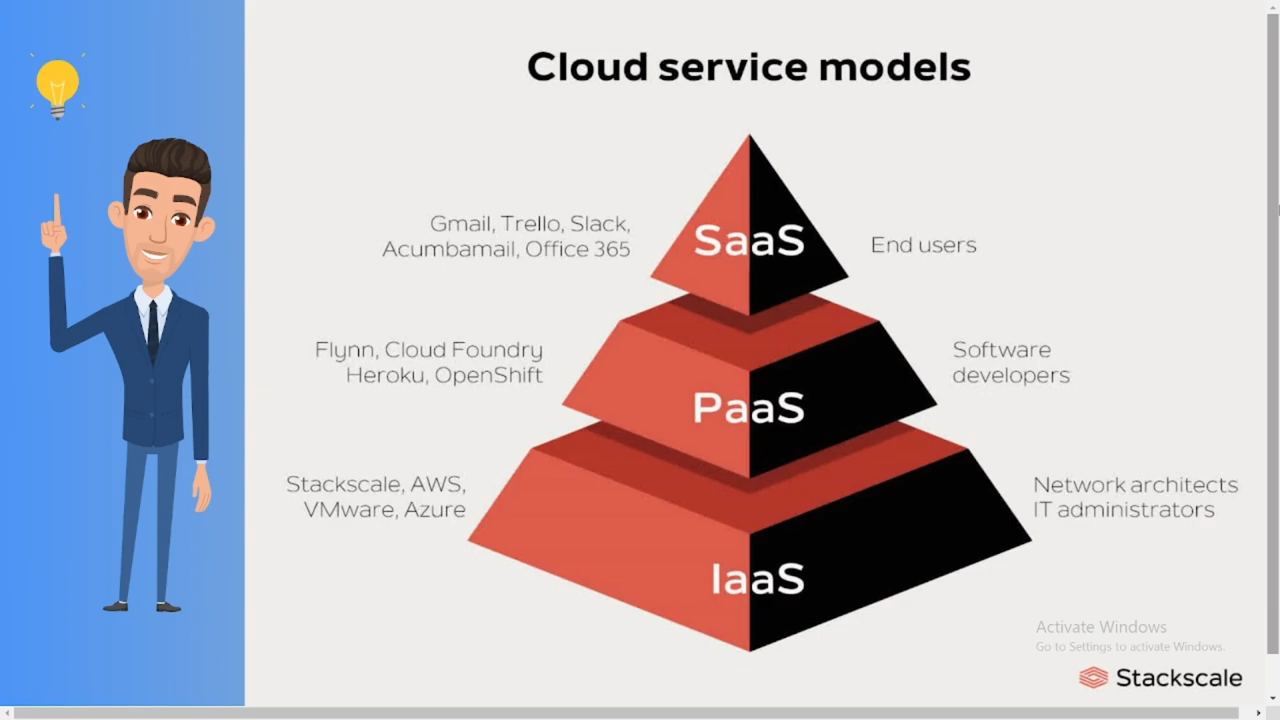 Cloud service models
Gmail, Trello, Slack,
Acumbamail, Office 365
SaaS
End users
Flynn, Cloud Foundry
Heroku, OpenShift
PaaS
Software
developers
Stackscale, AWS,
VMware, Azure
IaaS
Network architects
IT administrators
Activate Windows
Go to Settings to activate Windows.
Stackscale